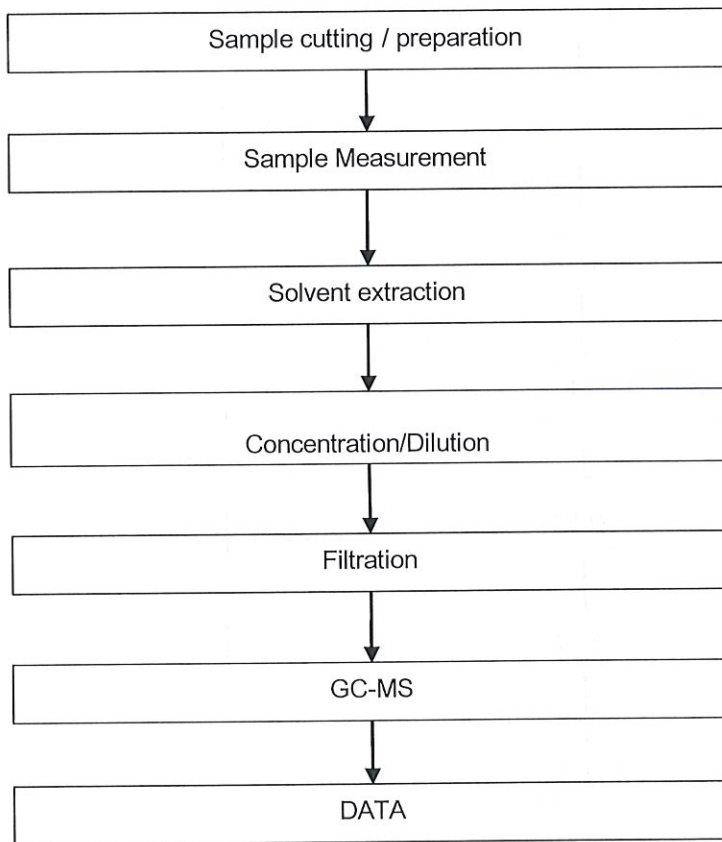 Sample cutting / preparation
Sample Measurement
Solvent extraction
Concentration/Dilution
Filtration
GC-MS
DATA